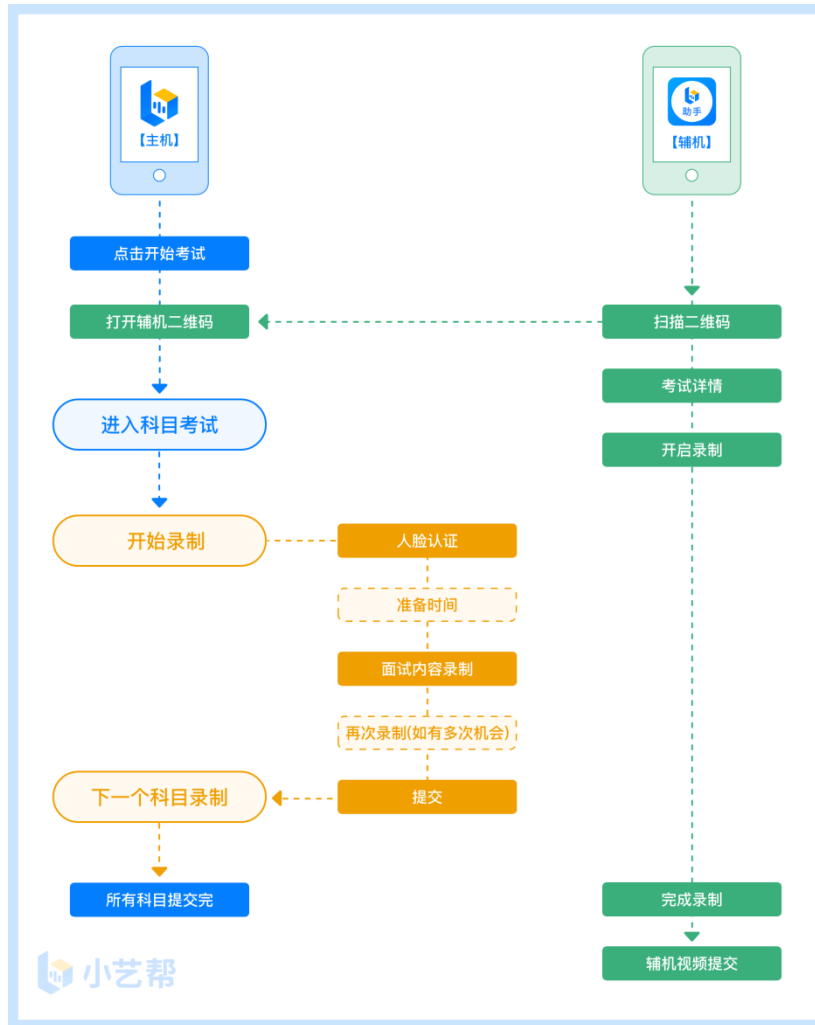 助手
【主机】
【辅机】
点击开始考试
打开辅机二维码
扫描二维码
考试详情
进入科目考试
开启录制
开始录制
人脸认证
准备时间
面试内容录制
再次录制(如有多次机会)
下一个科目录制
提交
所有科目提交完
完成录制
辅机视频提交
小艺帮